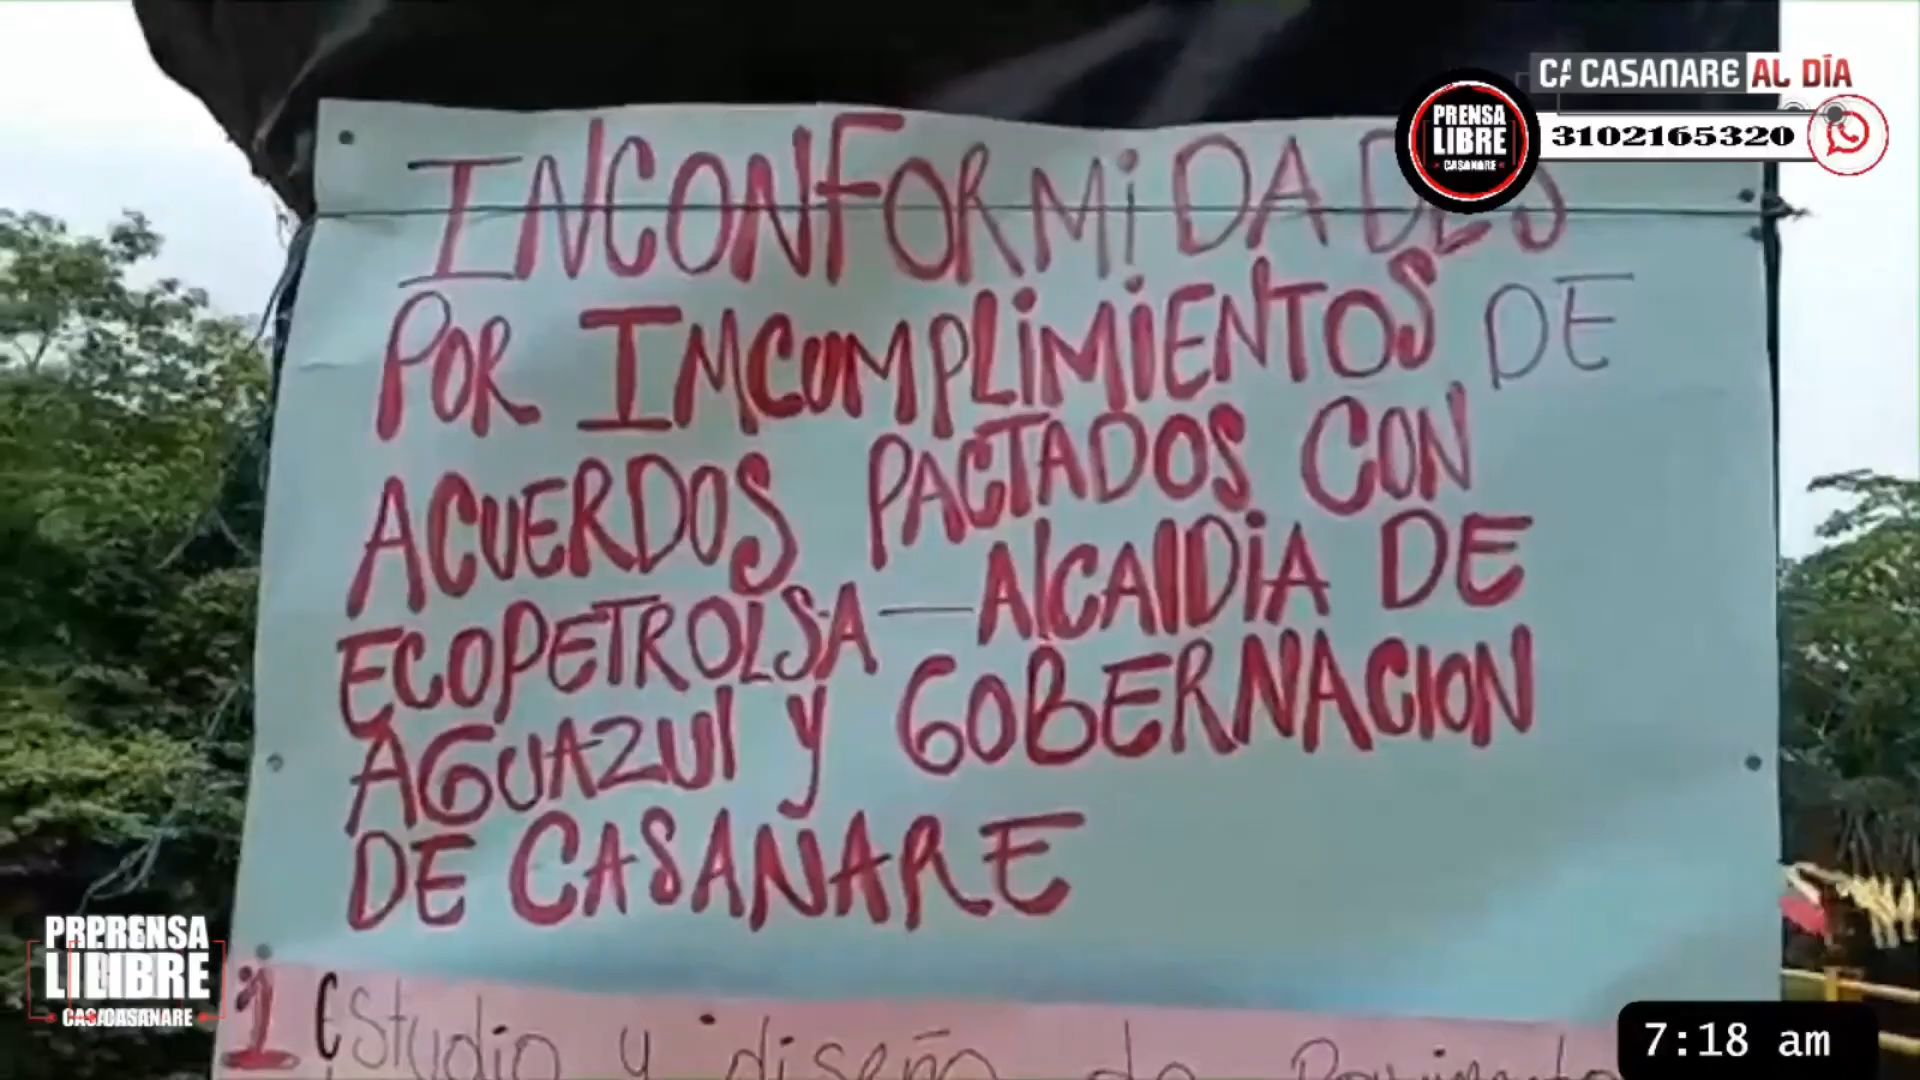 CASANARE AL DÍA
PRENSA
LIBRE
CASANARE
3102165320
INCONFORMiDADES
POR IMCUMPLiMiENTOS DE
ACUERDOS PACTADOS CON
ECOPETROLSA—AlCAlDiA DE
AGUAZUl y GOBERNACION
DE CASANARE
1 Estudio y diseño de Pavimento
PRENSA
LIBRE
CASANARE
7:18 am